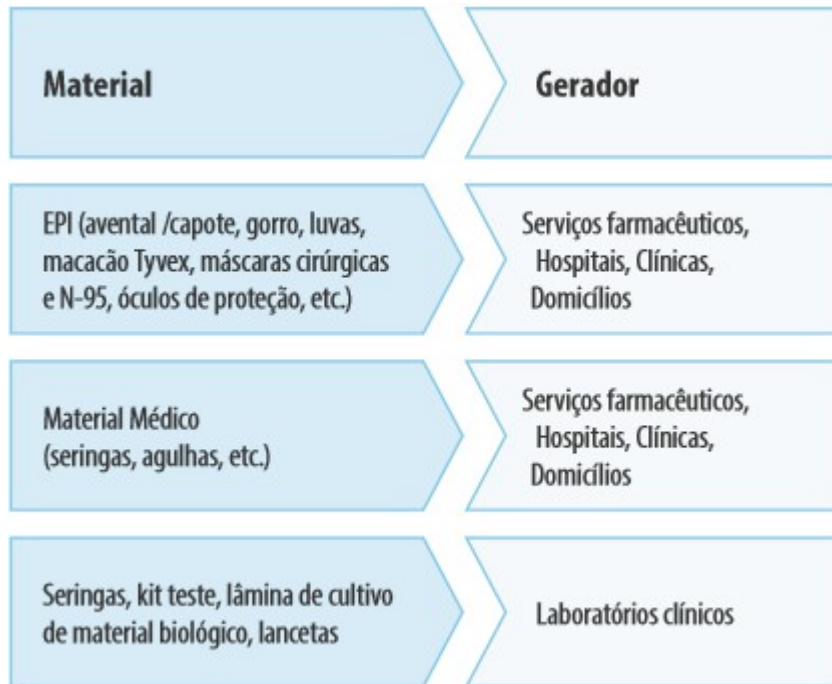 Material
Gerador
EPI (avental /capote, gorro, luvas,
macacão Tyvex, máscaras cirúrgicas
e N-95, óculos de proteção, etc.)
Serviços farmacêuticos,
Hospitais, Clínicas,
Domicílios
Material Médico
(seringas, agulhas, etc.)
Serviços farmacêuticos,
Hospitais, Clínicas,
Domicílios
Seringas, kit teste, lâmina de cultivo
de material biológico, lancetas
Laboratórios clínicos